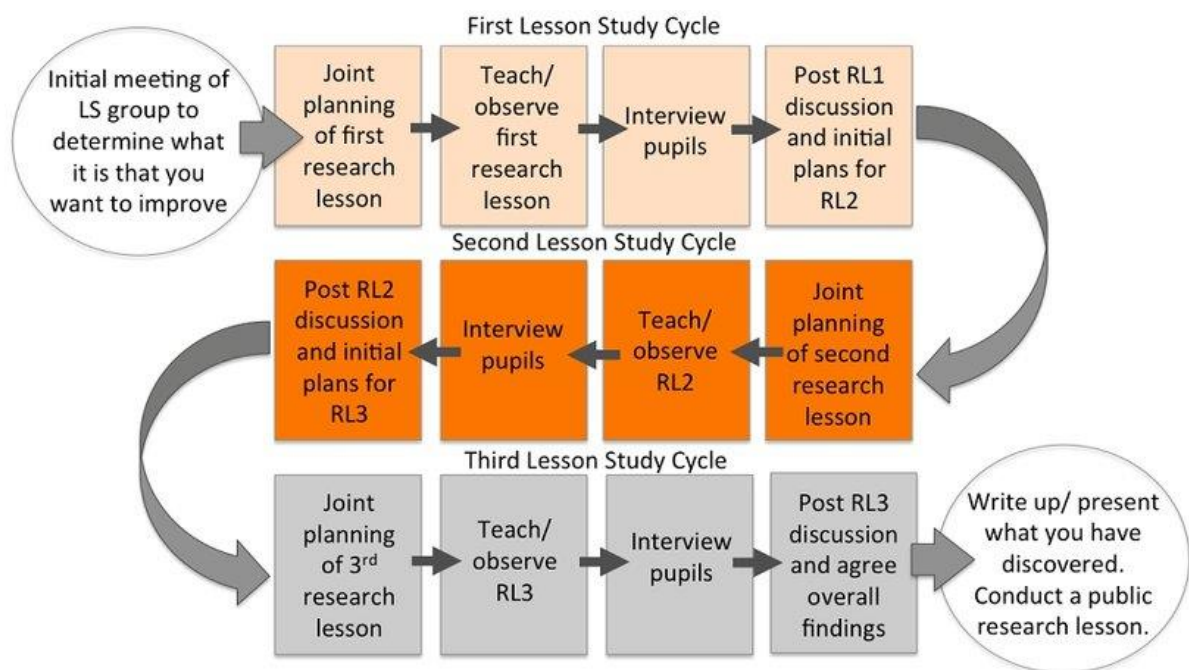 First Lesson Study Cycle
Initial meeting of
LS group to
determine what
it is that you
want to improve
Joint
planning
of first
research
lesson
Teach/
observe
first
research
lesson
Interview
pupils
Post RL1
discussion
and initial
plans for
RL2
Second Lesson Study Cycle
Joint
planning
of second
research
lesson
Teach/
observe
RL2
Interview
pupils
Post RL2
discussion
and initial
plans for
RL3
Third Lesson Study Cycle
Joint
planning
of 3rd
research
lesson
Teach/
observe
RL3
Interview
pupils
Post RL3
discussion
and agree
overall
findings
Write up/ present
what you have
discovered.
Conduct a public
research lesson.